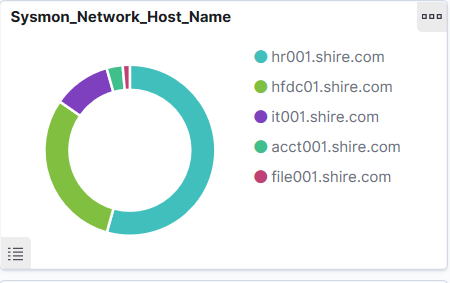 Sysmon_Network_Host_Name
hr001.shire.com
hfdc01.shire.com
it001.shire.com
acct001.shire.com
file001.shire.com